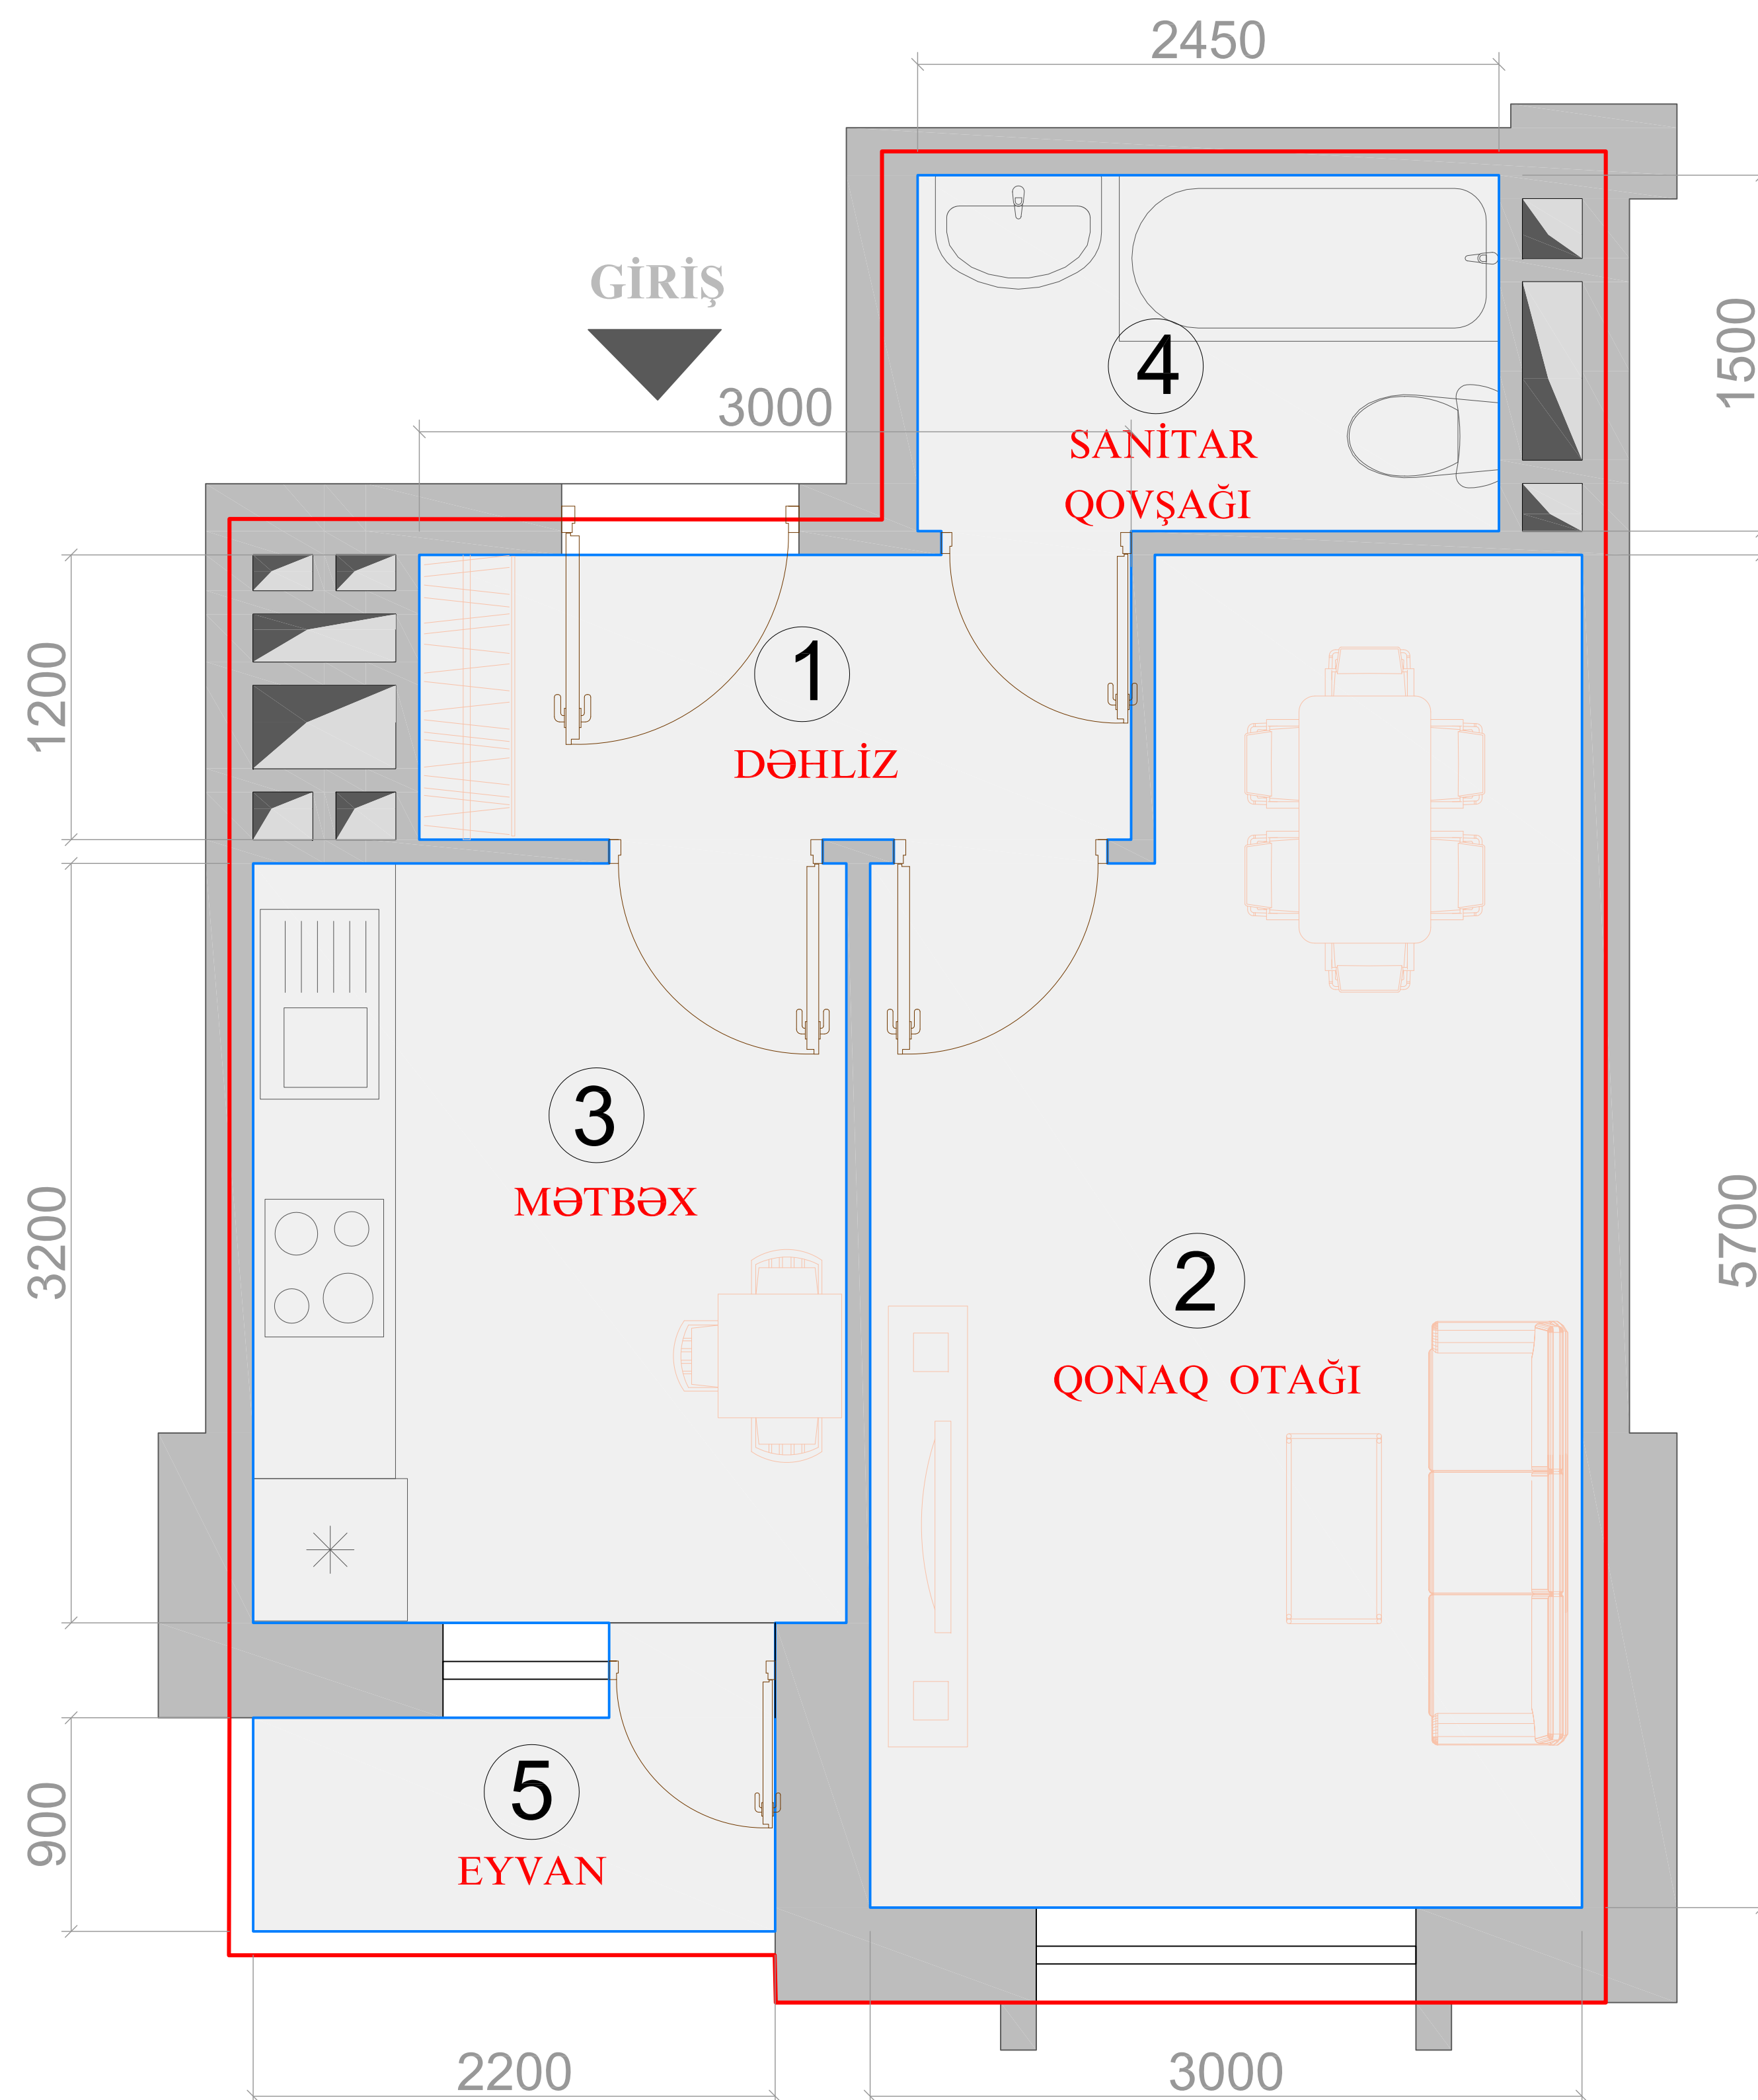 2450
GİRİŞ
3000
1500
4
SANİTAR
QOVŞAĞI
1200
1
DƏHLİZ
3
MƏTBƏX
3200
2
QONAQ OTAĞI
5700
5
EYVAN
900
2200
3000